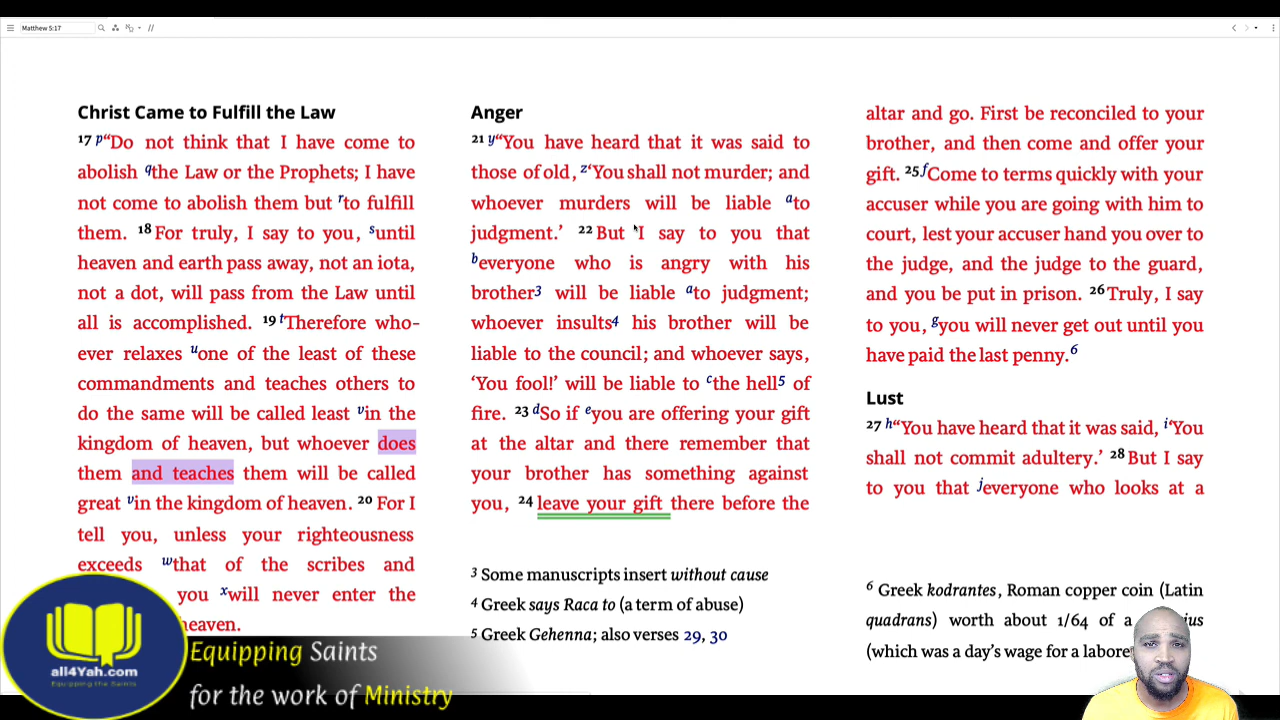 Matthew 5:17
Christ Came to Fulfill the Law
17 p“Do not think that I have come to
abolish qthe Law or the Prophets; I have
not come to abolish them but rto fulfill
them. 18 For truly, I say to you, suntil
heaven and earth pass away, not an iota,
not a dot, will pass from the Law until
all is accomplished. 19 tTherefore who-
ever relaxes uone of the least of these
commandments and teaches others to
do the same will be called least vin the
kingdom of heaven, but whoever does
them and teaches them will be called
great vin the kingdom of heaven. 20 For I
tell you, unless your righteousness
exceeds wthat of the scribes and
you xwill never enter the
heaven.
Anger
21 y“You have heard that it was said to
those of old, z‘You shall not murder; and
whoever murders will be liable ato
judgment.’ 22 But I say to you that
beveryone who is angry with his
brother3 will be liable ato judgment;
whoever insults4 his brother will be
liable to the council; and whoever says,
‘You fool!’ will be liable to cthe hell5 of
fire. 23 dSo if eyou are offering your gift
at the altar and there remember that
your brother has something against
you, 24 leave your gift there before the
3 Some manuscripts insert without cause
4 Greek says Raca to (a term of abuse)
5 Greek Gehenna; also verses 29, 30
altar and go. First be reconciled to your
brother, and then come and offer your
gift. 25 fCome to terms quickly with your
accuser while you are going with him to
court, lest your accuser hand you over to
the judge, and the judge to the guard,
and you be put in prison. 26 Truly, I say
to you, gyou will never get out until you
have paid the last penny.6
Lust
27 h“You have heard that it was said, i‘You
shall not commit adultery.’ 28 But I say
to you that jeveryone who looks at a
6 Greek kodrantes, Roman copper coin (Latin
quadrans) worth about 1/64 of a
(which was a day’s wage for a
all4Yah.com
Equipping the Saints
Equipping Saints
for the work of Ministry